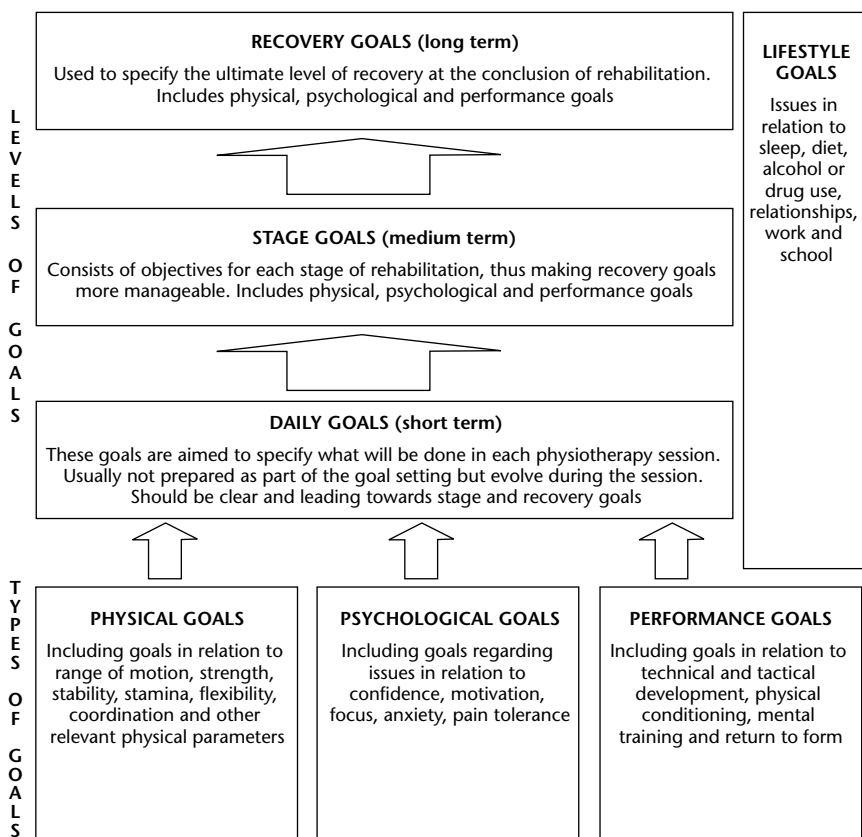 RECOVERY GOALS (long term)
Used to specify the ultimate level of recovery at the conclusion of rehabilitation.
Includes physical, psychological and performance goals
LIFESTYLE
GOALS
Issues in
relation to
sleep, diet,
alcohol or
drug use,
relationships,
work and
school
LEVELS OF GOALS
STAGE GOALS (medium term)
Consists of objectives for each stage of rehabilitation, thus making recovery goals
more manageable. Includes physical, psychological and performance goals
DAILY GOALS (short term)
These goals are aimed to specify what will be done in each physiotherapy session.
Usually not prepared as part of the goal setting but evolve during the session.
Should be clear and leading towards stage and recovery goals
TYPES OF GOALS
PHYSICAL GOALS
Including goals in relation to
range of motion, strength,
stability, stamina, flexibility,
coordination and other
relevant physical parameters
PSYCHOLOGICAL GOALS
Including goals regarding
issues in relation to
confidence, motivation,
focus, anxiety, pain tolerance
PERFORMANCE GOALS
Including goals in relation to
technical and tactical
development, physical
conditioning, mental
training and return to form